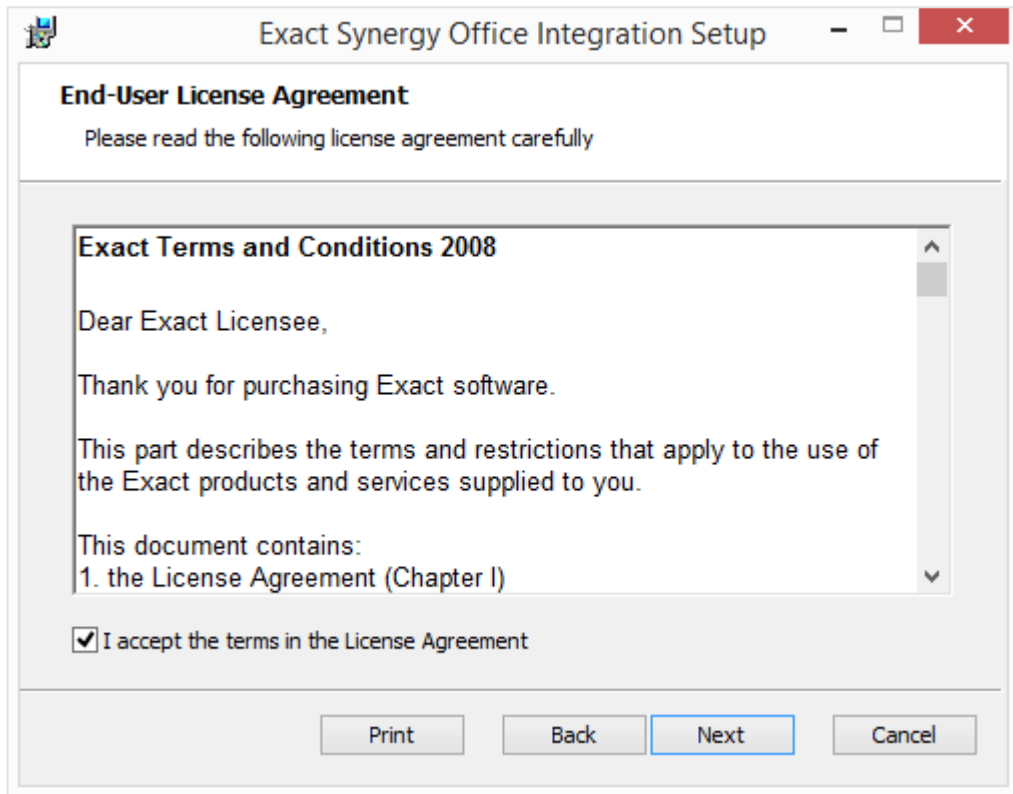 Exact Synergy Office Integration Setup
End-User License Agreement
Please read the following license agreement carefully
Exact Terms and Conditions 2008
Dear Exact Licensee,
Thank you for purchasing Exact software.
This part describes the terms and restrictions that apply to the use of
the Exact products and services supplied to you.
This document contains:
1. the License Agreement (Chapter I)
I accept the terms in the License Agreement
Print Back Next Cancel